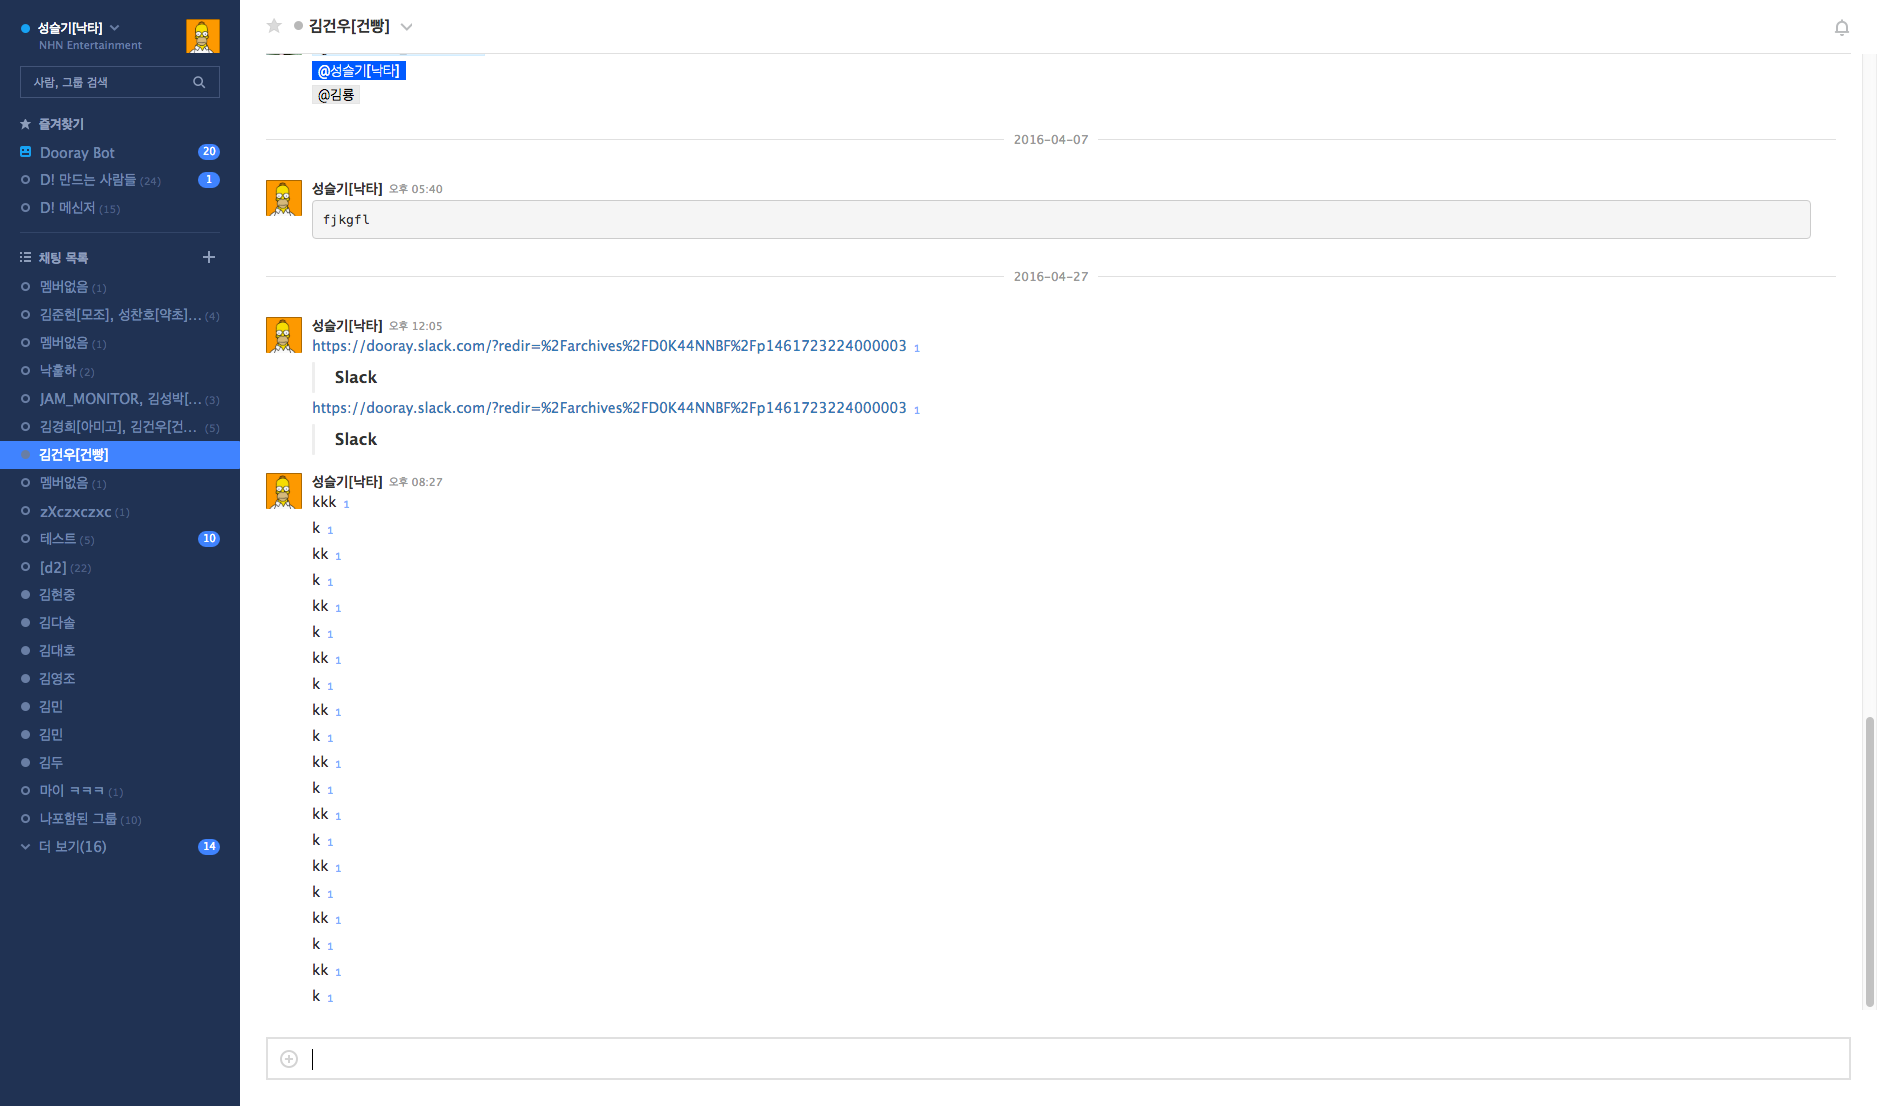 성슬기[낙타]
NHN Entertainment
사람, 그룹 검색
즐겨찾기
Dooray Bot 20
D! 만드는 사람들 (24) 1
D! 메신저 (15)
채팅 목록
멤버없음 (1)
김준현[모조], 성찬호[약초]... (4)
멤버없음 (1)
낙홀하 (2)
JAM_MONITOR, 김성박[... (3)
김경희[아미고], 김건우[건... (5)
김건우[건빵]
멤버없음 (1)
zXczxczxc (1)
테스트 (5) 10
[d2] (22)
김현중
김다솔
김대호
김영조
김민
김민
김두
마이 ㅋㅋㅋ (1)
나포함된 그룹 (10)
더 보기(16) 14
김건우[건빵]
@성슬기[낙타]
@김룡
2016-04-07
성슬기[낙타] 오후 05:40
fjkgfl
2016-04-27
성슬기[낙타] 오후 12:05
https://dooray.slack.com/?redir=%2Farchives%2FD0K44NNBF%2Fp1461723224000003 1
Slack
https://dooray.slack.com/?redir=%2Farchives%2FD0K44NNBF%2Fp1461723224000003 1
Slack
성슬기[낙타] 오후 08:27
kkk 1
k 1
kk 1
k 1
kk 1
k 1
kk 1
k 1
kk 1
k 1
kk 1
k 1
kk 1
k 1
kk 1
k 1
kk 1
k 1
kk 1
k 1